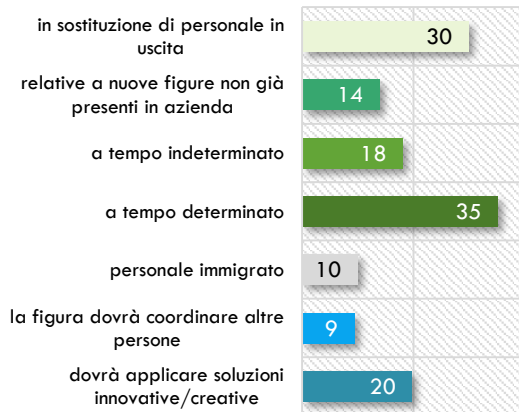 in sostituzione di personale in
uscita
30
relative a nuove figure non già
presenti in azienda
14
a tempo indeterminato
18
a tempo determinato
35
personale immigrato
10
la figura dovrà coordinare altre
persone
9
dovrà applicare soluzioni
innovative/creative
20